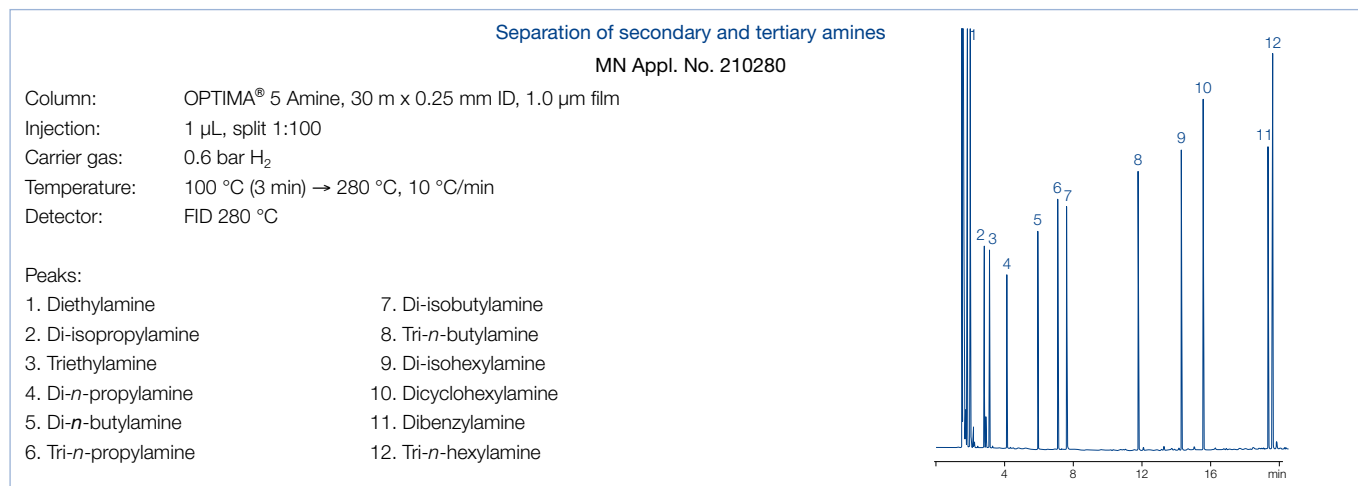 Separation of secondary and tertiary amines
MN Appl. No. 210280
Column: OPTIMA® 5 Amine, 30 m x 0.25 mm ID, 1.0 μm film
Injection: 1 μL, split 1:100
Carrier gas: 0.6 bar H₂
Temperature: 100 °C (3 min) → 280 °C, 10 °C/min
Detector: FID 280 °C
Peaks:
1. Diethylamine
2. Di-isopropylamine
3. Triethylamine
4. Di-n-propylamine
5. Di-n-butylamine
6. Tri-n-propylamine
7. Di-isobutylamine
8. Tri-n-butylamine
9. Di-isohexylamine
10. Dicyclohexylamine
11. Dibenzylamine
12. Tri-n-hexylamine
1
2
3
4
5
6
7
8
9
10
11
12
4 8 12 16 min